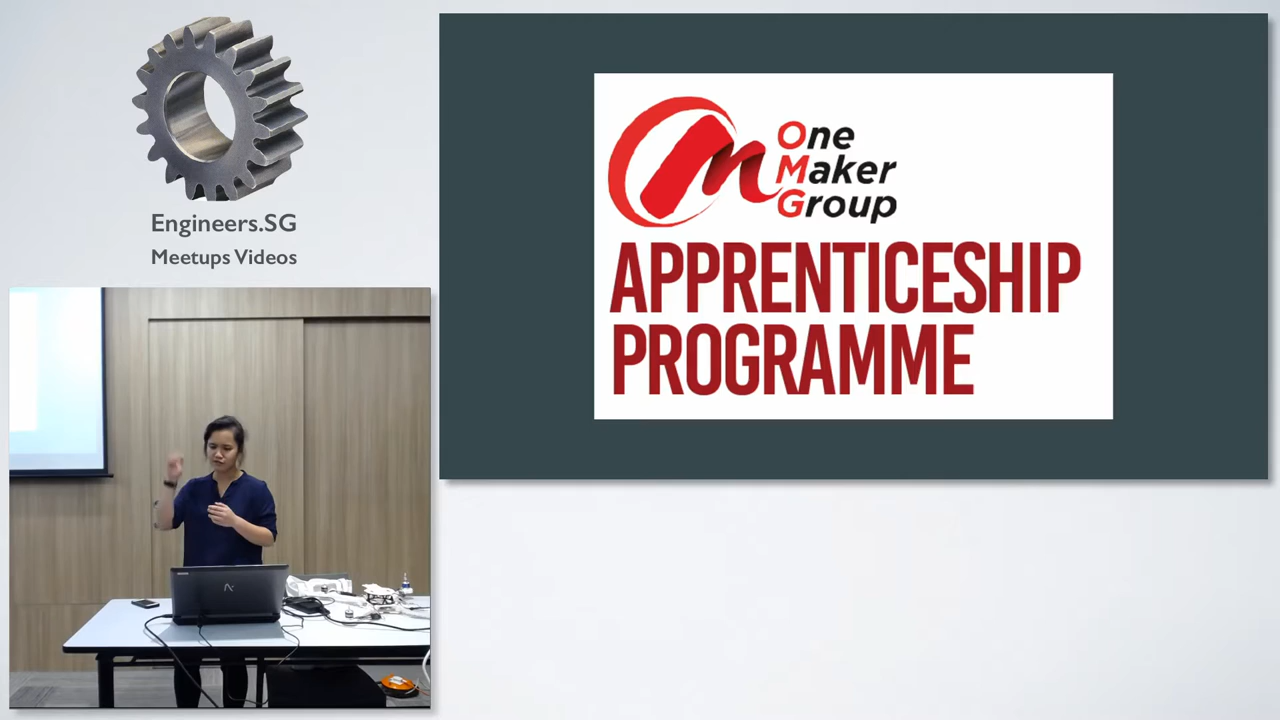 Engineers.SG
Meetups Videos
One
Maker
Group
APPRENTICESHIP
PROGRAMME